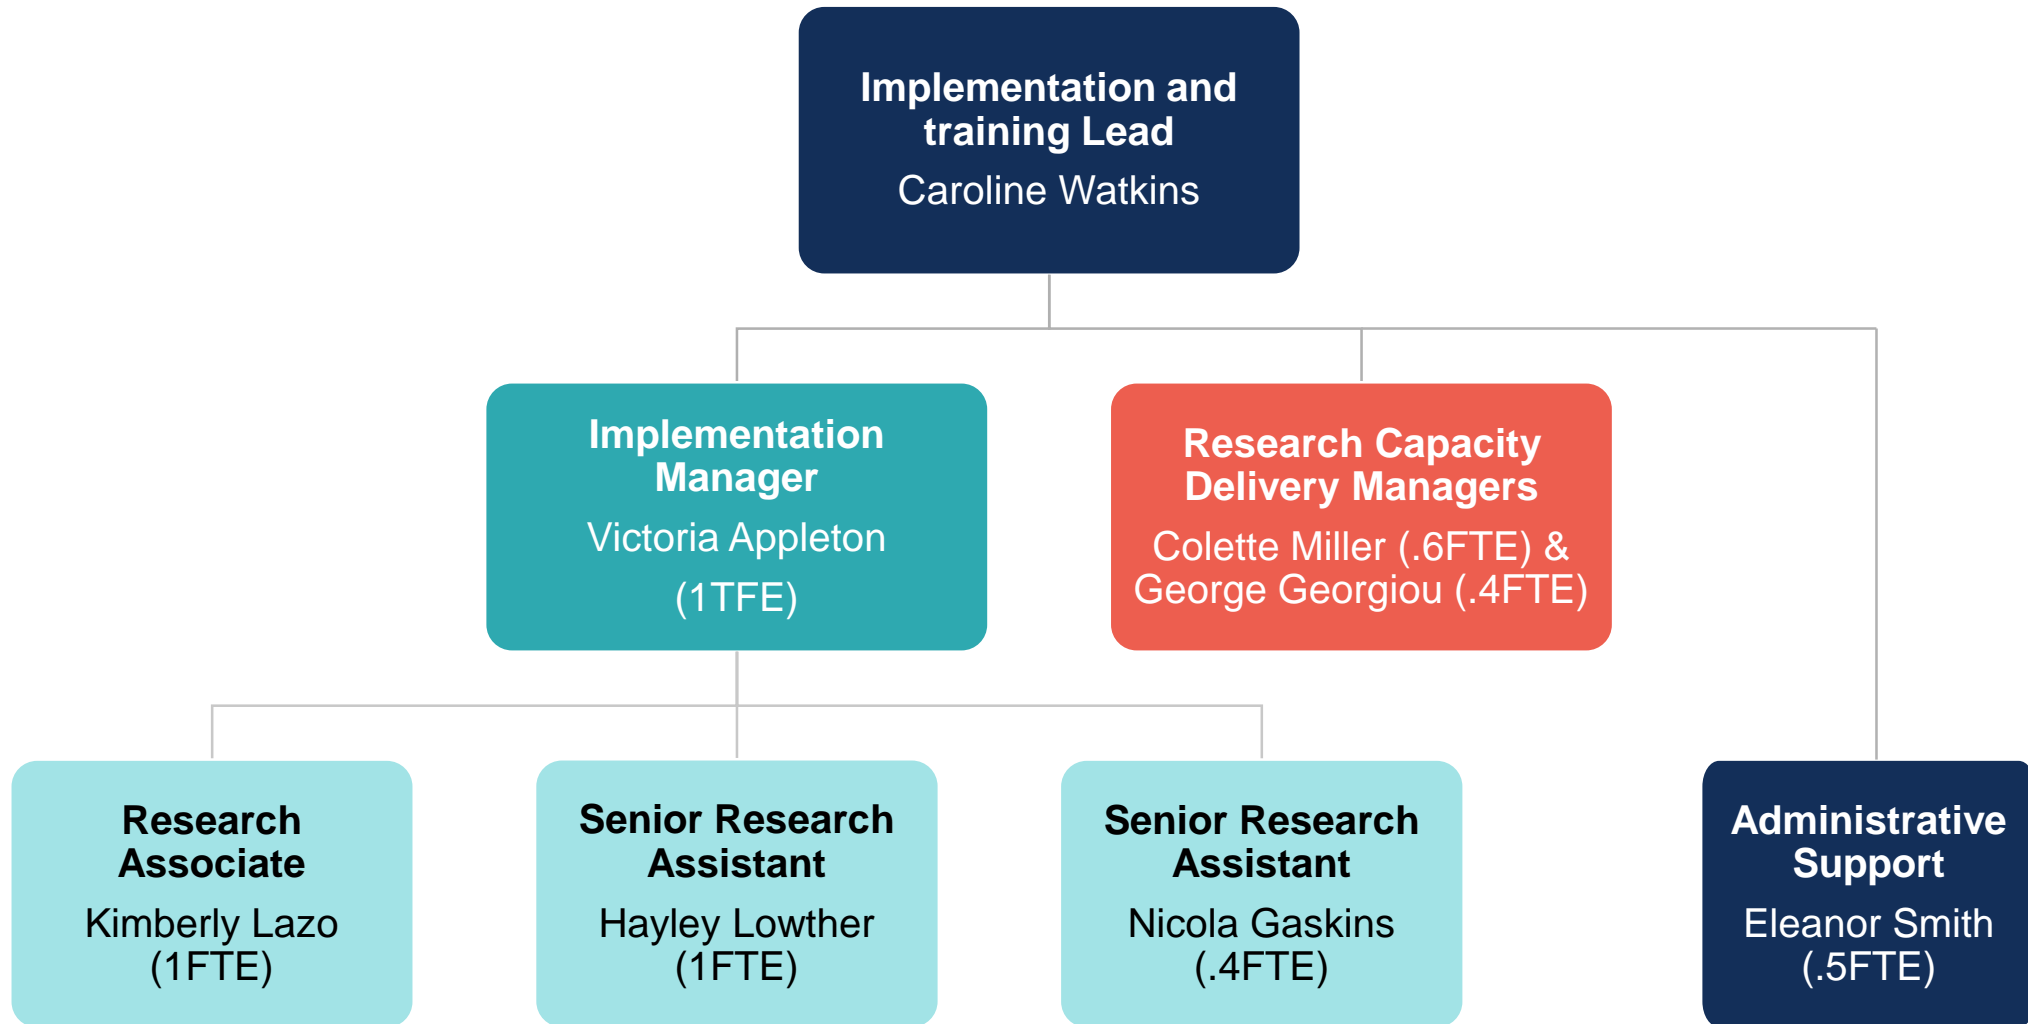 Implementation and
training Lead
Caroline Watkins
Implementation
Manager
Victoria Appleton
(1TFE)
Research Capacity
Delivery Managers
Colette Miller (.6FTE) &
George Georgiou (.4FTE)
Research
Associate
Kimberly Lazo
(1FTE)
Senior Research
Assistant
Hayley Lowther
(1FTE)
Senior Research
Assistant
Nicola Gaskins
(.4FTE)
Administrative
Support
Eleanor Smith
(.5FTE)